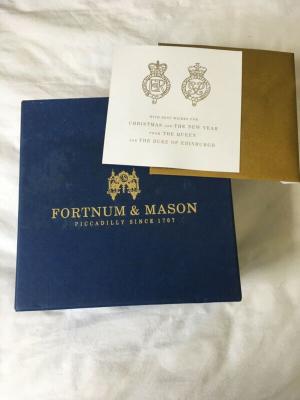 WITH BEST WISHES FOR
CHRISTMAS AND THE NEW YEAR
FROM THE QUEEN
AND THE DUKE OF EDINBURGH
FORTNUM & MASON
PICCADILLY SINCE 1707